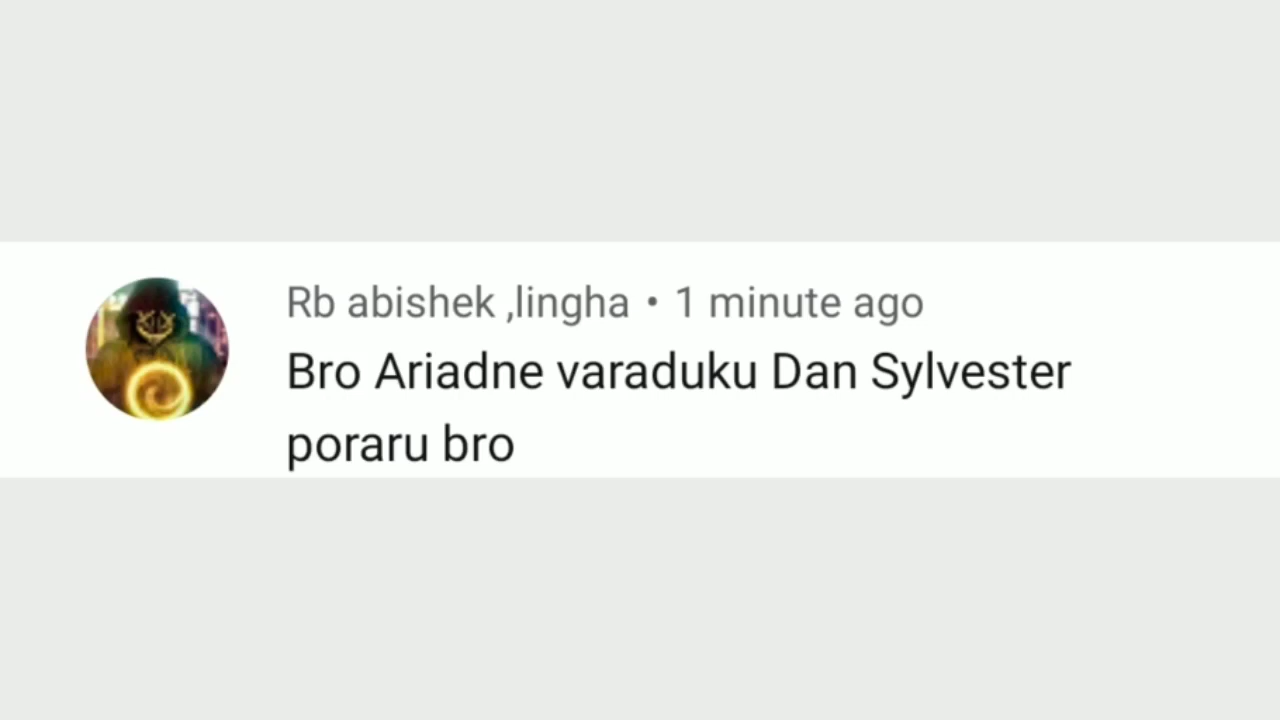 Rb abishek ,lingha • 1 minute ago
Bro Ariadne varaduku Dan Sylvester
poraru bro